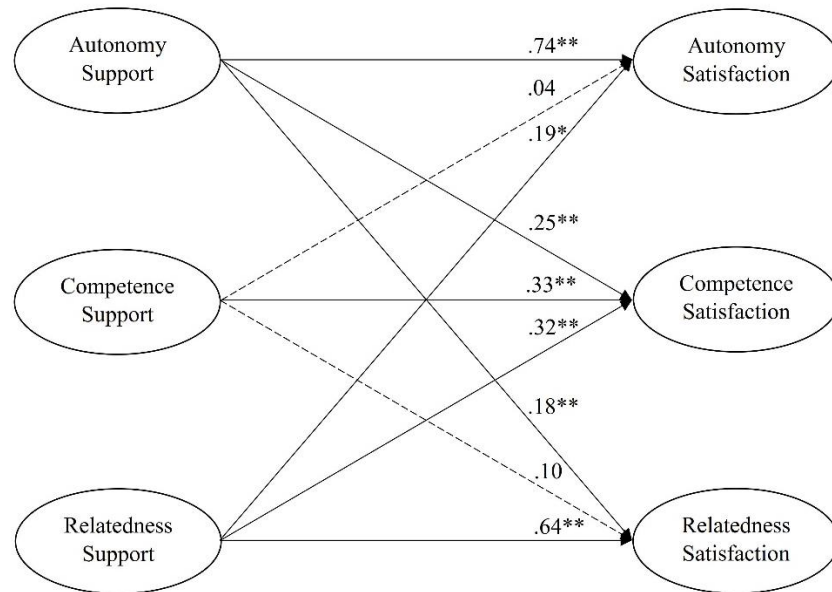 Autonomy
Support
.74**
Autonomy
Satisfaction
.04
.19*
.25**
Competence
Support
.33**
Competence
Satisfaction
.32**
.18**
.10
Relatedness
Support
.64**
Relatedness
Satisfaction